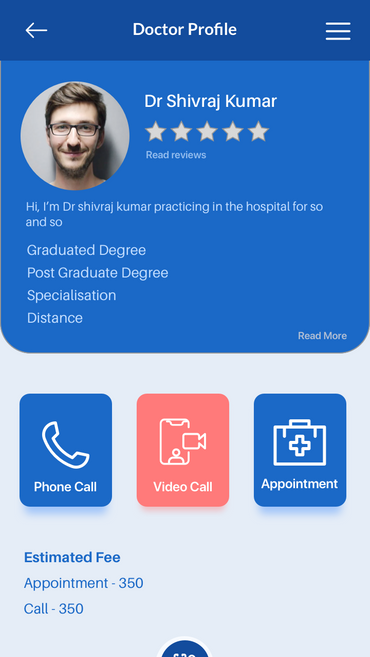 Doctor Profile
Dr Shivraj Kumar
Read reviews
Hi, I'm Dr shivraj kumar practicing in the hospital for so
and so
Graduated Degree
Post Graduate Degree
Specialisation
Distance
Read More
Phone Call
Video Call
Appointment
Estimated Fee
Appointment - 350
Call - 350